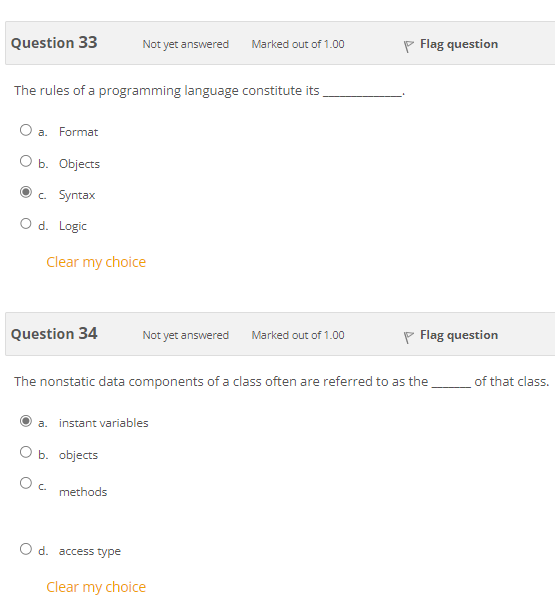 Question 33 Not yet answered Marked out of 1.00 Flag question
The rules of a programming language constitute its ______________.
a. Format
b. Objects
c. Syntax
d. Logic
Clear my choice
Question 34 Not yet answered Marked out of 1.00 Flag question
The nonstatic data components of a class often are referred to as the _______ of that class.
a. instant variables
b. objects
c. methods
d. access type
Clear my choice